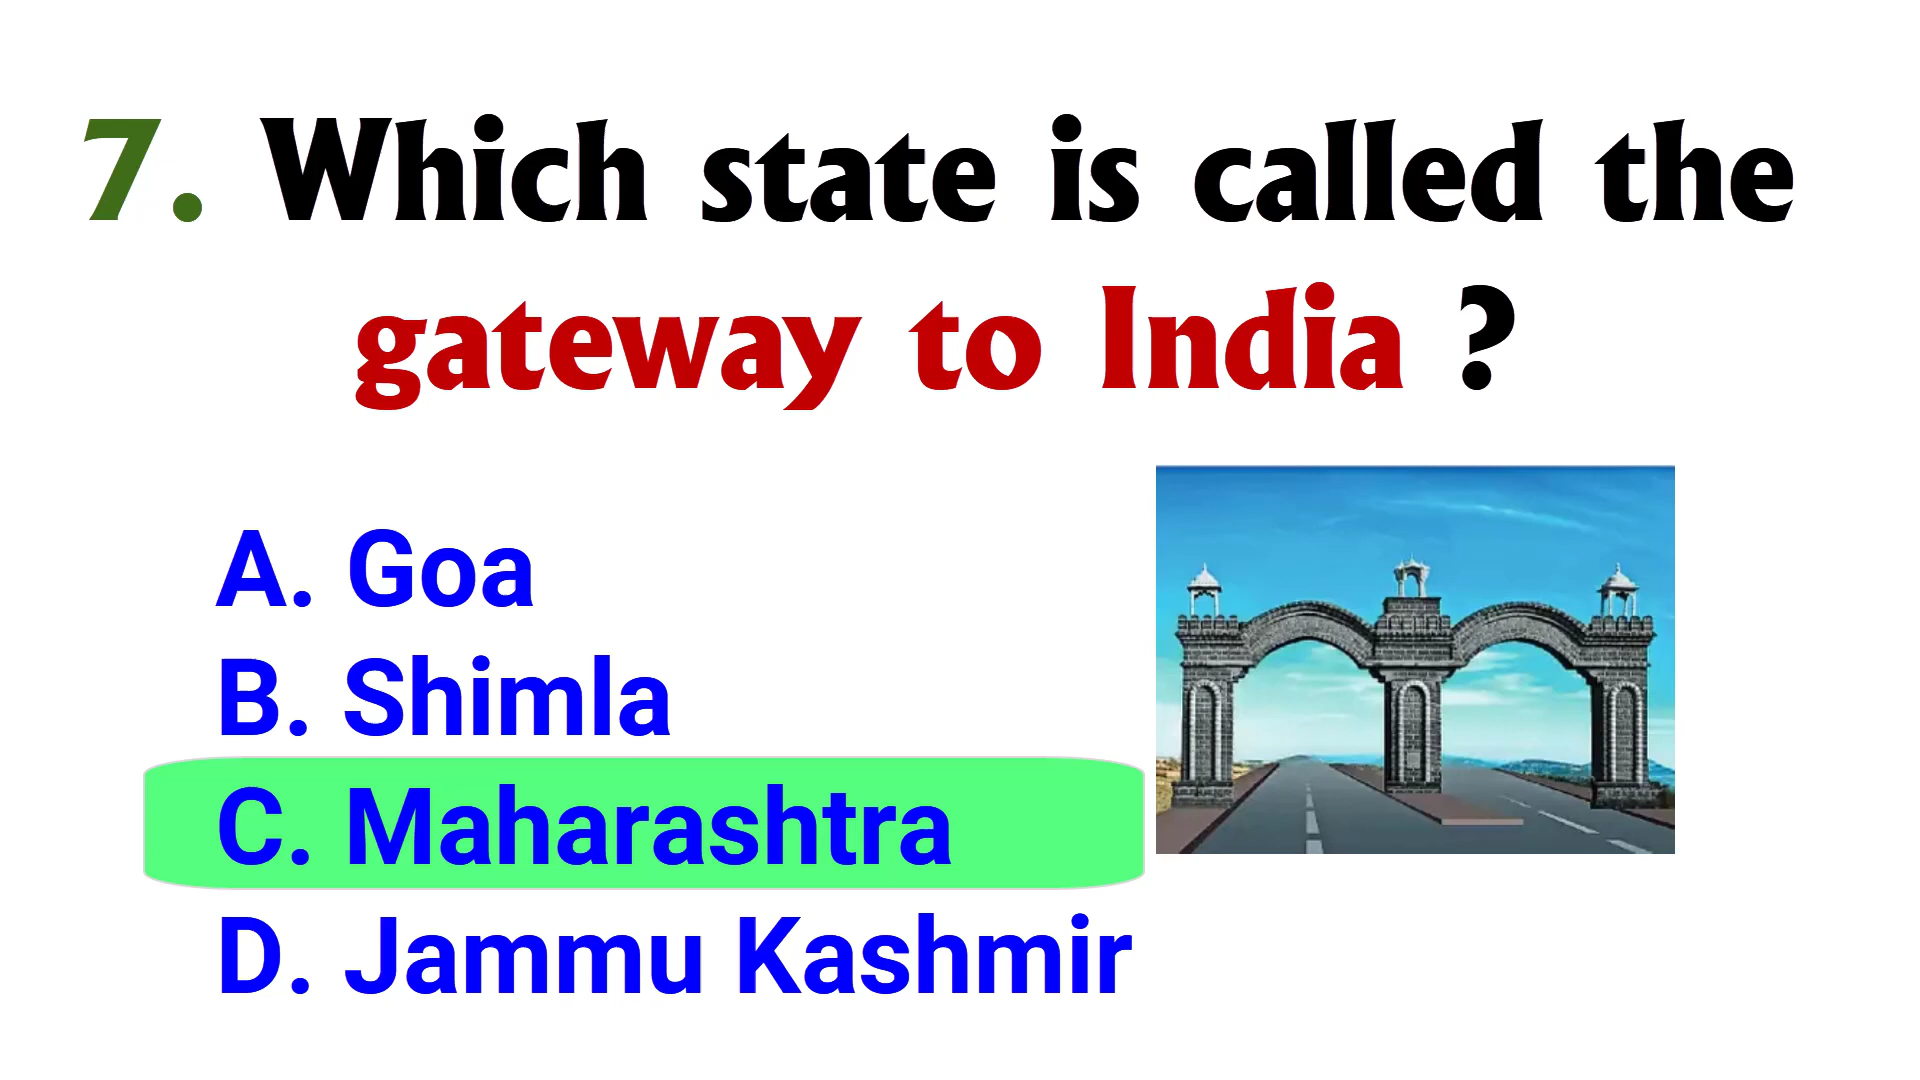 7. Which state is called the
gateway to India ?
A. Goa
B. Shimla
C. Maharashtra
D. Jammu Kashmir